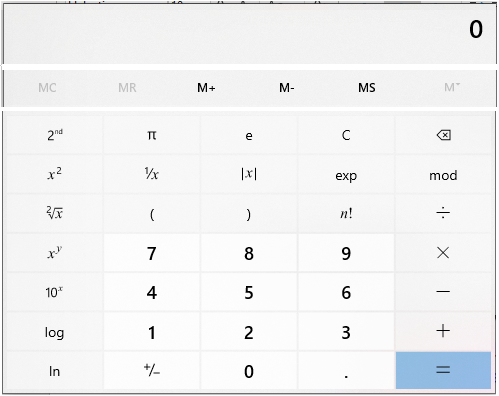 0
MC MR M+ M- MS M˅
2ⁿᵈ π e C
x² ¹/x |x| exp mod
²√x ( ) n! ÷
xʸ 7 8 9 ×
10ˣ 4 5 6 −
log 1 2 3 +
ln +/− 0 . =